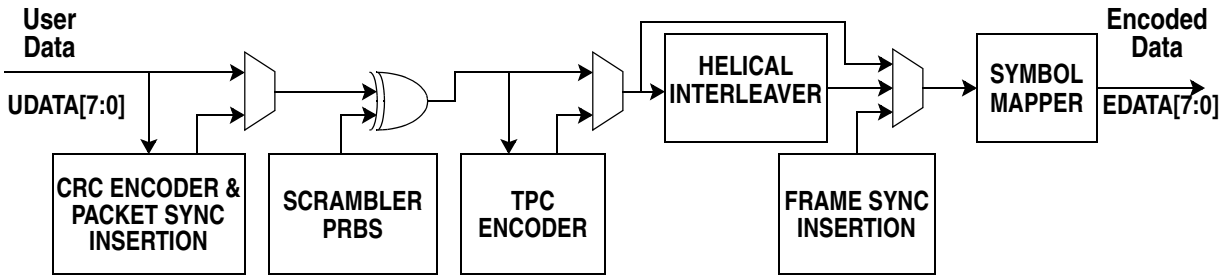 User
Data
UDATA[7:0]
CRC ENCODER &
PACKET SYNC
INSERTION
SCRAMBLER
PRBS
TPC
ENCODER
HELICAL
INTERLEAVER
FRAME SYNC
INSERTION
SYMBOL
MAPPER
Encoded
Data
EDATA[7:0]